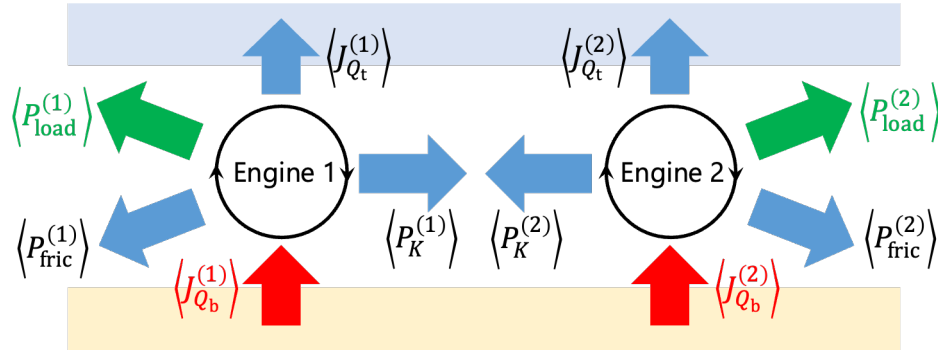 ⟨J_{Q_t}^{(1)}⟩ ⟨J_{Q_t}^{(2)}⟩
⟨P_{load}^{(1)}⟩ ⟨P_{load}^{(2)}⟩
Engine 1 Engine 2
⟨P_{fric}^{(1)}⟩ ⟨P_K^{(1)}⟩ ⟨P_K^{(2)}⟩ ⟨P_{fric}^{(2)}⟩
⟨J_{Q_b}^{(1)}⟩ ⟨J_{Q_b}^{(2)}⟩